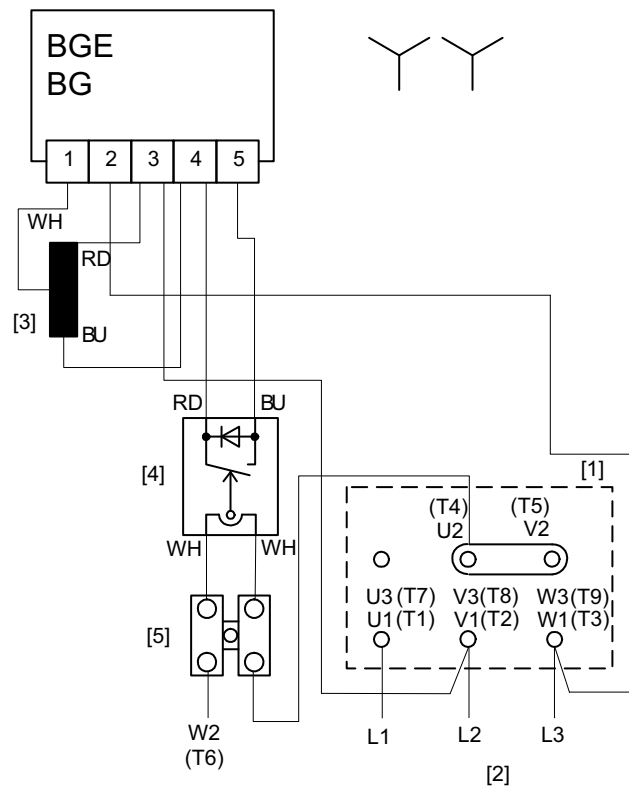 BGE
BG
1 2 3 4 5
WH
RD
[3]
BU
RD BU
[4]
[1]
(T4) (T5)
U2 V2
WH WH
U3 (T7) V3(T8) W3(T9)
U1 (T1) V1(T2) W1(T3)
[5]
W2
(T6)
L1 L2 L3
[2]